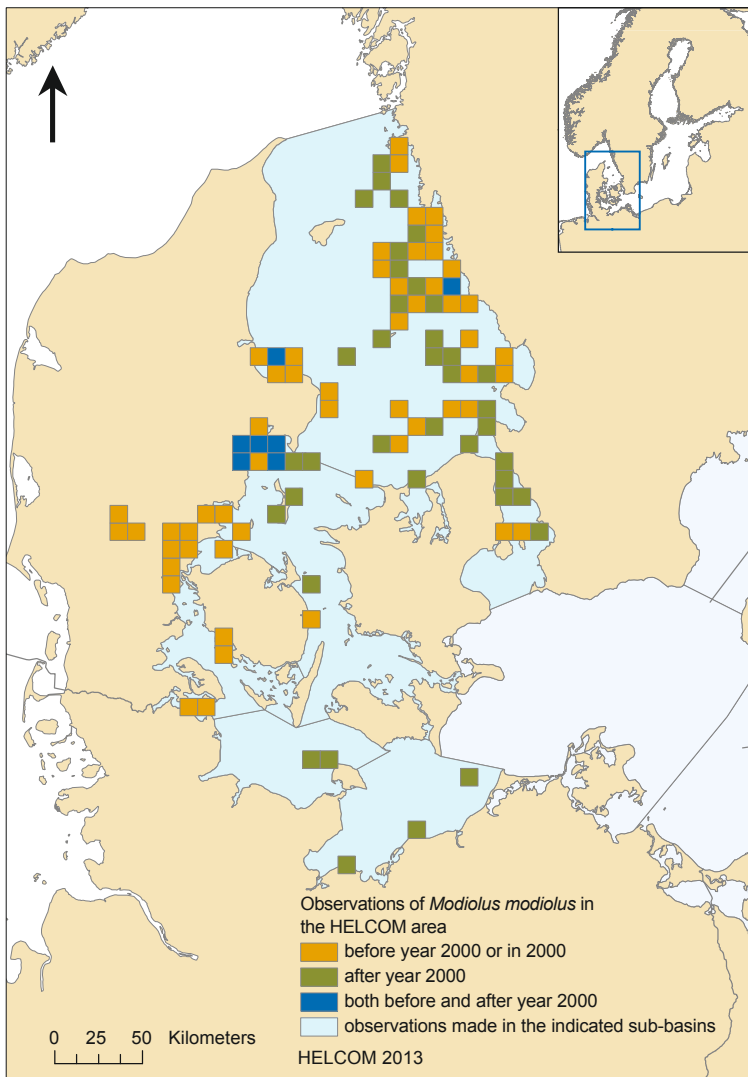 Observations of Modiolus modiolus in
the HELCOM area
before year 2000 or in 2000
after year 2000
both before and after year 2000
observations made in the indicated sub-basins
0 25 50 Kilometers
HELCOM 2013